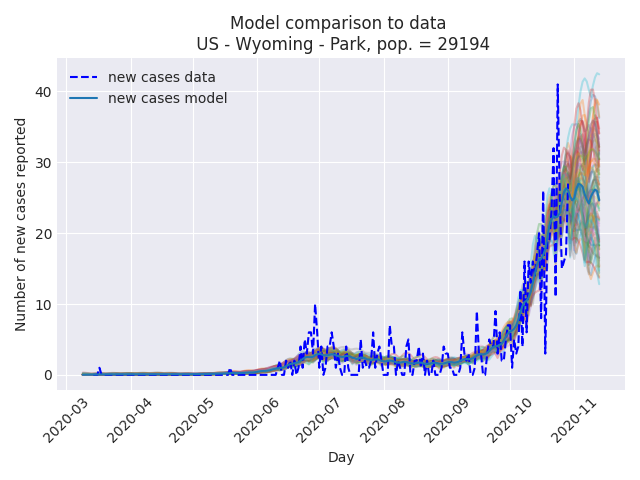 Model comparison to data
US - Wyoming - Park, pop. = 29194
new cases data
new cases model
Number of new cases reported
40
30
20
10
0
2020-03
2020-04
2020-05
2020-06
2020-07
2020-08
2020-09
2020-10
2020-11
Day